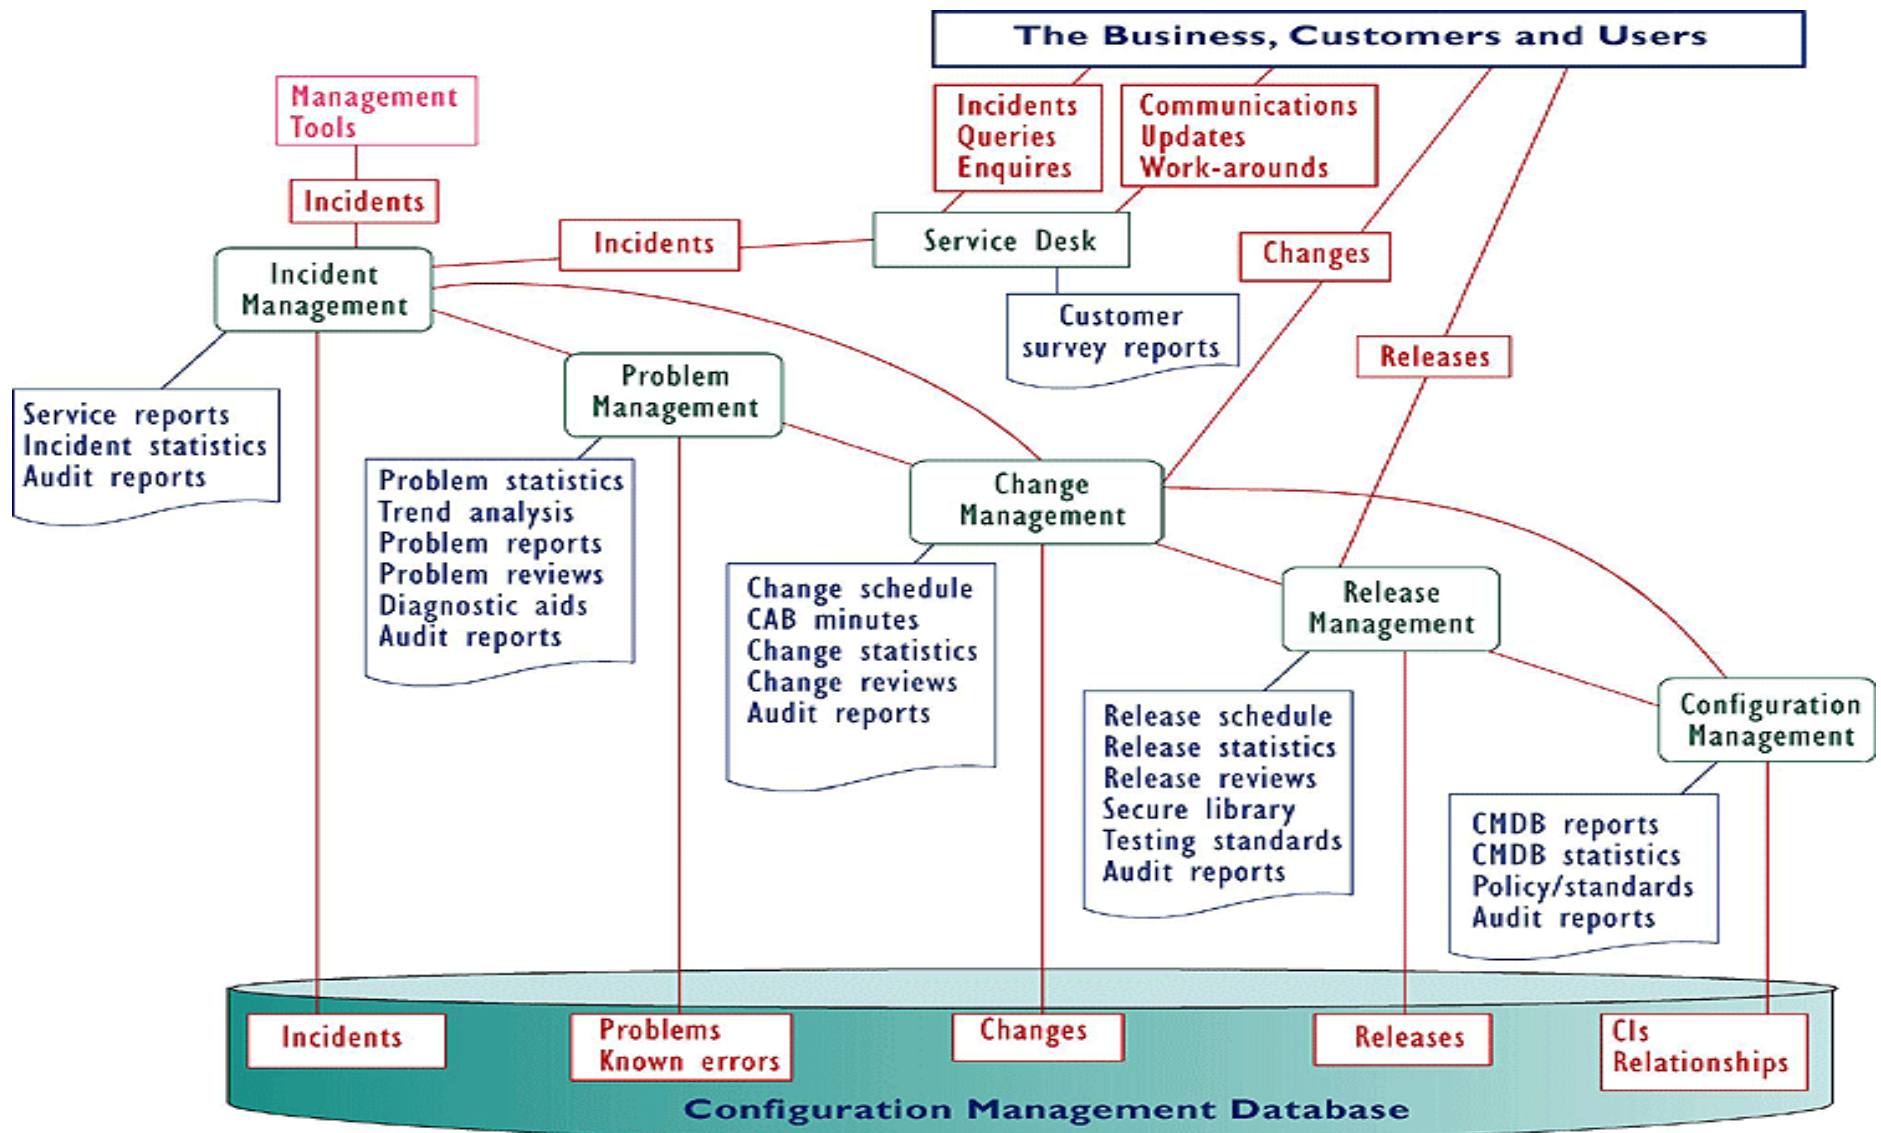 The Business, Customers and Users
Management
Tools
Incidents
Queries
Enquires
Communications
Updates
Work-arounds
Incidents
Incidents
Service Desk
Changes
Incident
Management
Customer
survey reports
Releases
Problem
Management
Service reports
Incident statistics
Audit reports
Problem statistics
Trend analysis
Problem reports
Problem reviews
Diagnostic aids
Audit reports
Change
Management
Change schedule
CAB minutes
Change statistics
Change reviews
Audit reports
Release
Management
Release schedule
Release statistics
Release reviews
Secure library
Testing standards
Audit reports
Configuration
Management
CMDB reports
CMDB statistics
Policy/standards
Audit reports
Incidents
Problems
Known errors
Changes
Releases
CIs
Relationships
Configuration Management Database